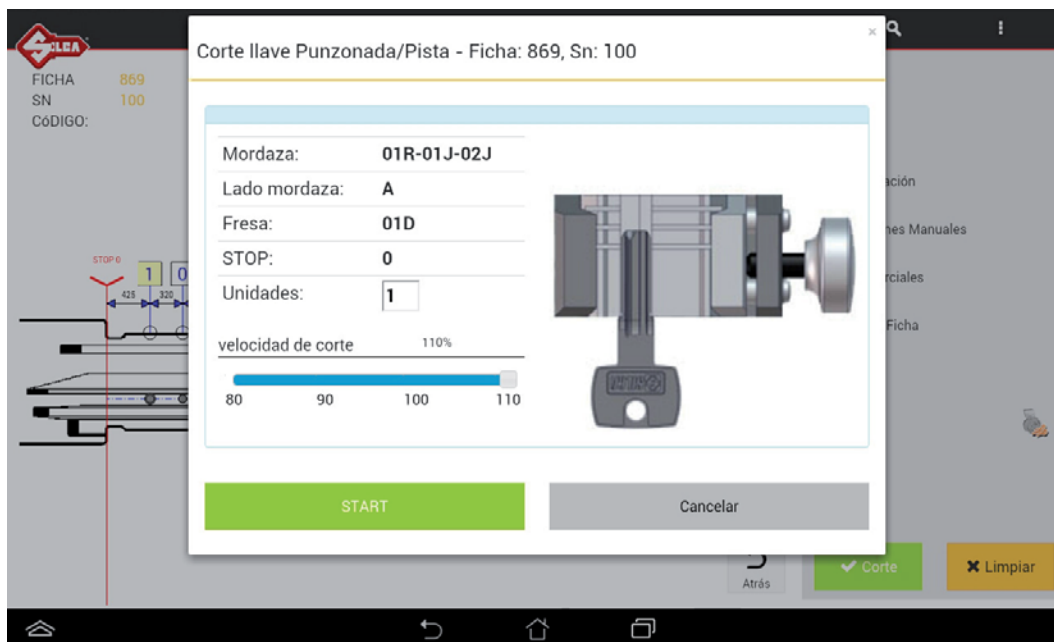 SILCA
FICHA 869
SN 100
CóDIGO:
Corte llave Punzonada/Pista - Ficha: 869, Sn: 100
×
Mordaza: 01R-01J-02J
Lado mordaza: A
Fresa: 01D
STOP: 0
Unidades: 1
velocidad de corte 110%
80 90 100 110
START
Cancelar
STOP 0
1 0
425 320
ación
nes Manuales
rciales
Ficha
Atrás
Corte
Limpiar